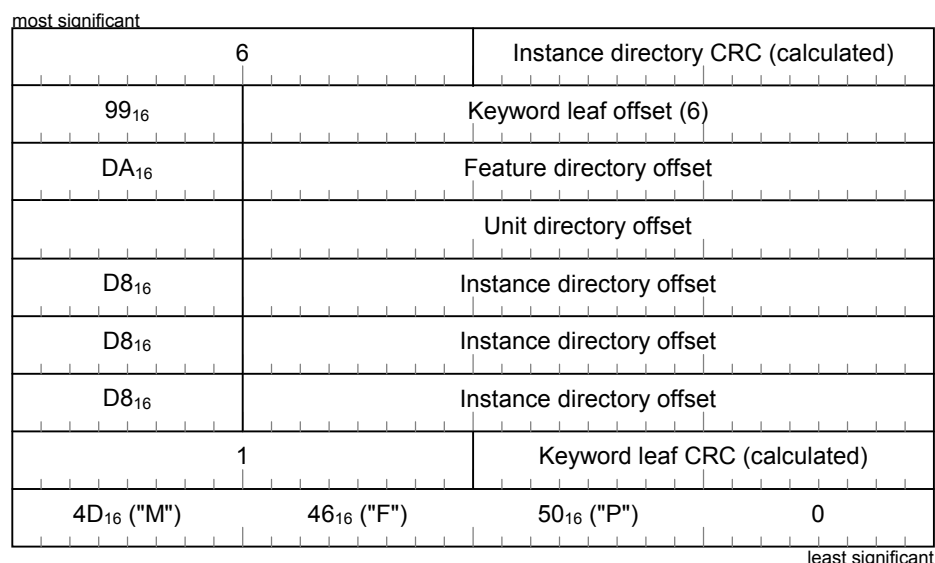 most significant
6 Instance directory CRC (calculated)
99₁₆ Keyword leaf offset (6)
DA₁₆ Feature directory offset
Unit directory offset
D8₁₆ Instance directory offset
D8₁₆ Instance directory offset
D8₁₆ Instance directory offset
1 Keyword leaf CRC (calculated)
4D₁₆ ("M") 46₁₆ ("F") 50₁₆ ("P") 0
least significant